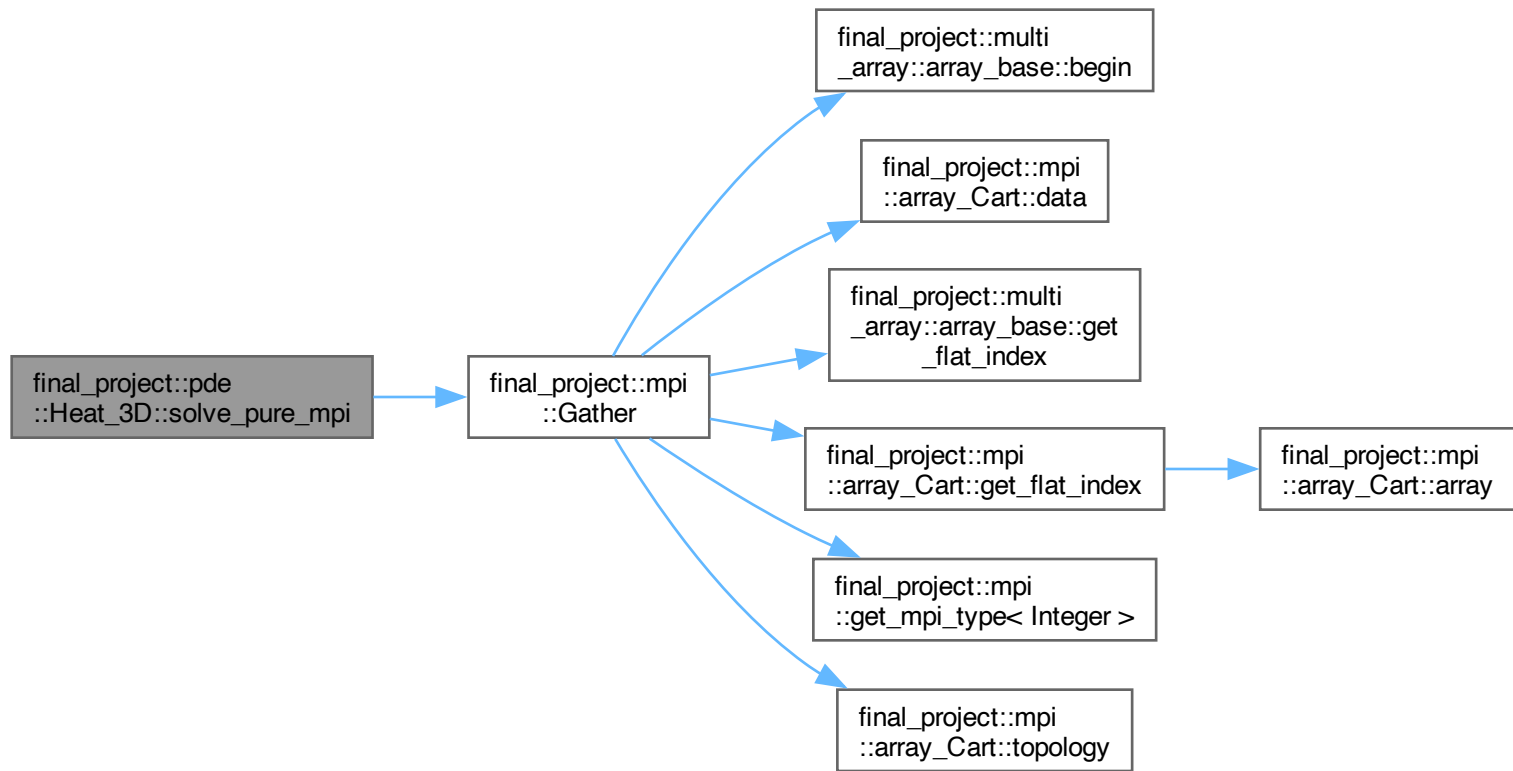 final_project::pde
::Heat_3D::solve_pure_mpi
final_project::mpi
::Gather
final_project::multi
_array::array_base::begin
final_project::mpi
::array_Cart::data
final_project::multi
_array::array_base::get
_flat_index
final_project::mpi
::array_Cart::get_flat_index
final_project::mpi
::array_Cart::array
final_project::mpi
::get_mpi_type< Integer >
final_project::mpi
::array_Cart::topology